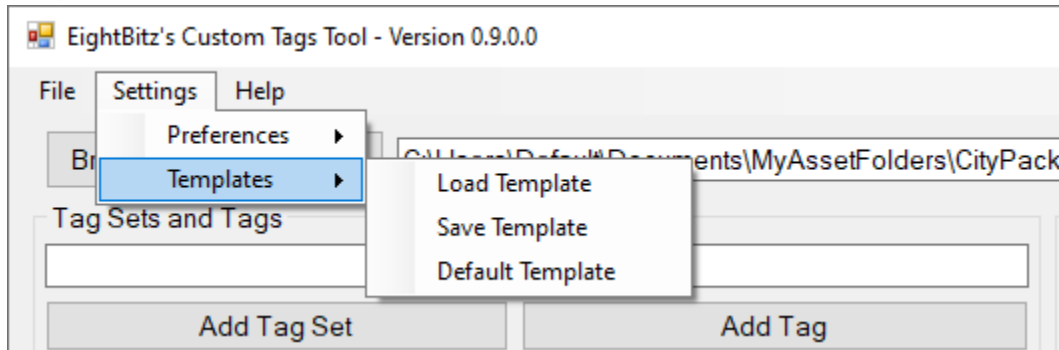 EightBitz's Custom Tags Tool - Version 0.9.0.0
File Settings Help
Preferences
Templates
Load Template
Save Template
Default Template
Tag Sets and Tags
Add Tag Set Add Tag